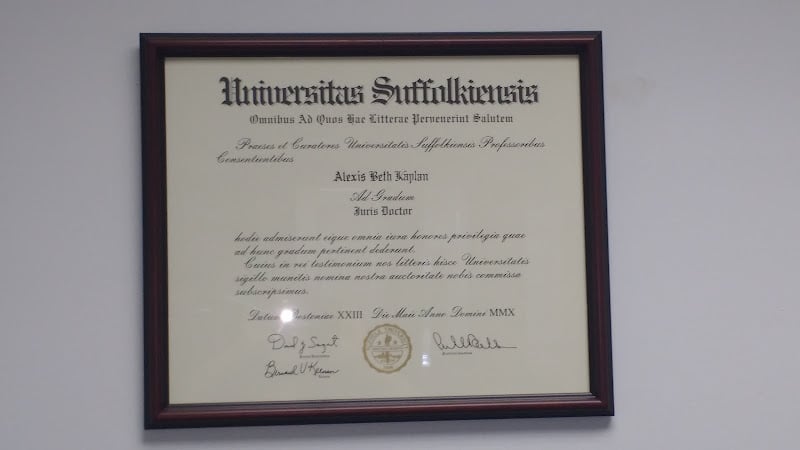 Universitas Suffolkiensis
Omnibus Ad Quos Hae Litterae Pervenerint Salutem
Praeses et Curatores Universitatis Suffolkiensis Professoribus
Consentientibus
Alexis Beth Kaplan
Ad Gradum
Juris Doctor
hodie admiserunt eique omnia iura honores privilegia quae
ad hunc gradum pertinent dederunt.
Cuius in rei testimonium nos litteris hisce Universitatis
sigillo munitis nomina nostra auctoritate nobis commissa
subscripsimus.
Datum Bostoniae XXIII Die Maii Anno Domini MMX